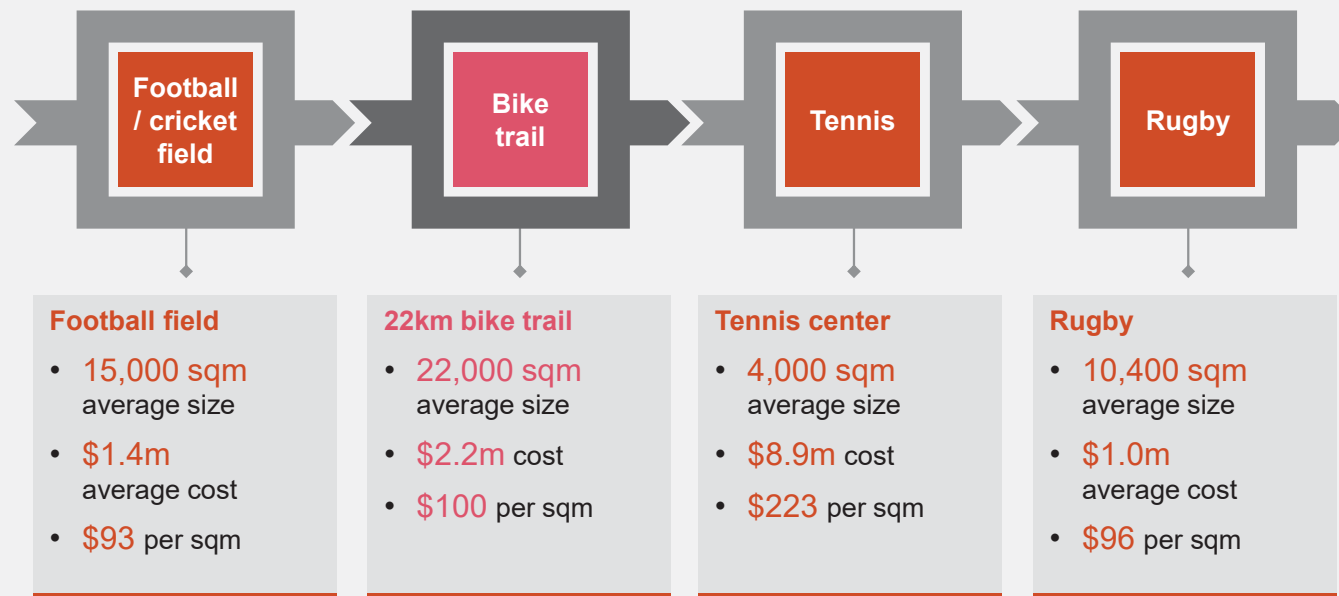 Football
/ cricket
field
Bike
trail
Tennis
Rugby
Football field
• 15,000 sqm
average size
• $1.4m
average cost
• $93 per sqm
22km bike trail
• 22,000 sqm
average size
• $2.2m cost
• $100 per sqm
Tennis center
• 4,000 sqm
average size
• $8.9m cost
• $223 per sqm
Rugby
• 10,400 sqm
average size
• $1.0m
average cost
• $96 per sqm